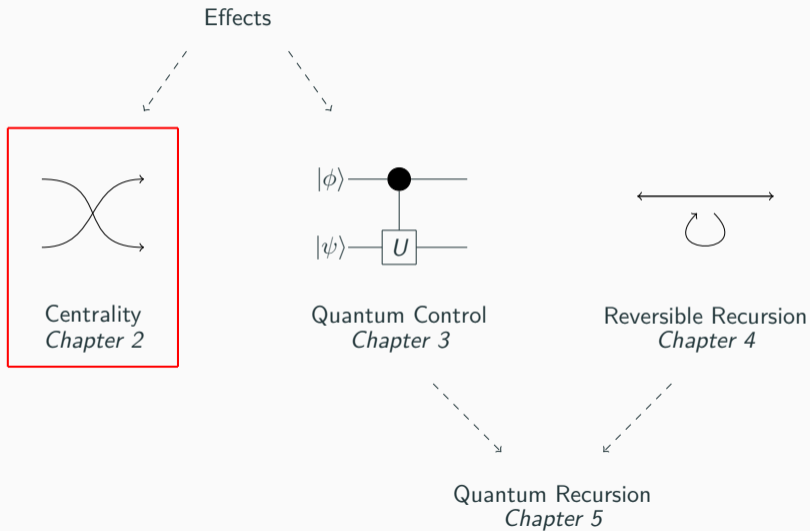 Effects
|φ⟩
|ψ⟩
U
Centrality
Chapter 2
Quantum Control
Chapter 3
Reversible Recursion
Chapter 4
Quantum Recursion
Chapter 5